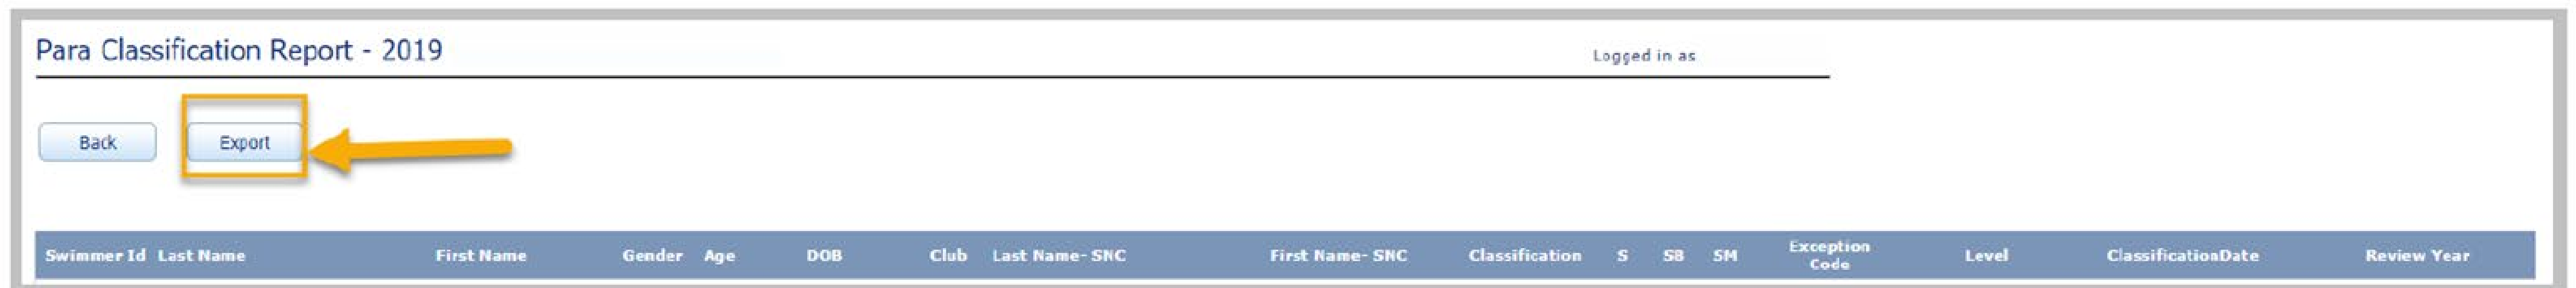 Para Classification Report - 2019
Logged in as
Back Export
Swimmer Id Last Name First Name Gender Age DOB Club Last Name- SNC First Name- SNC Classification S SB SM Exception Code Level ClassificationDate Review Year